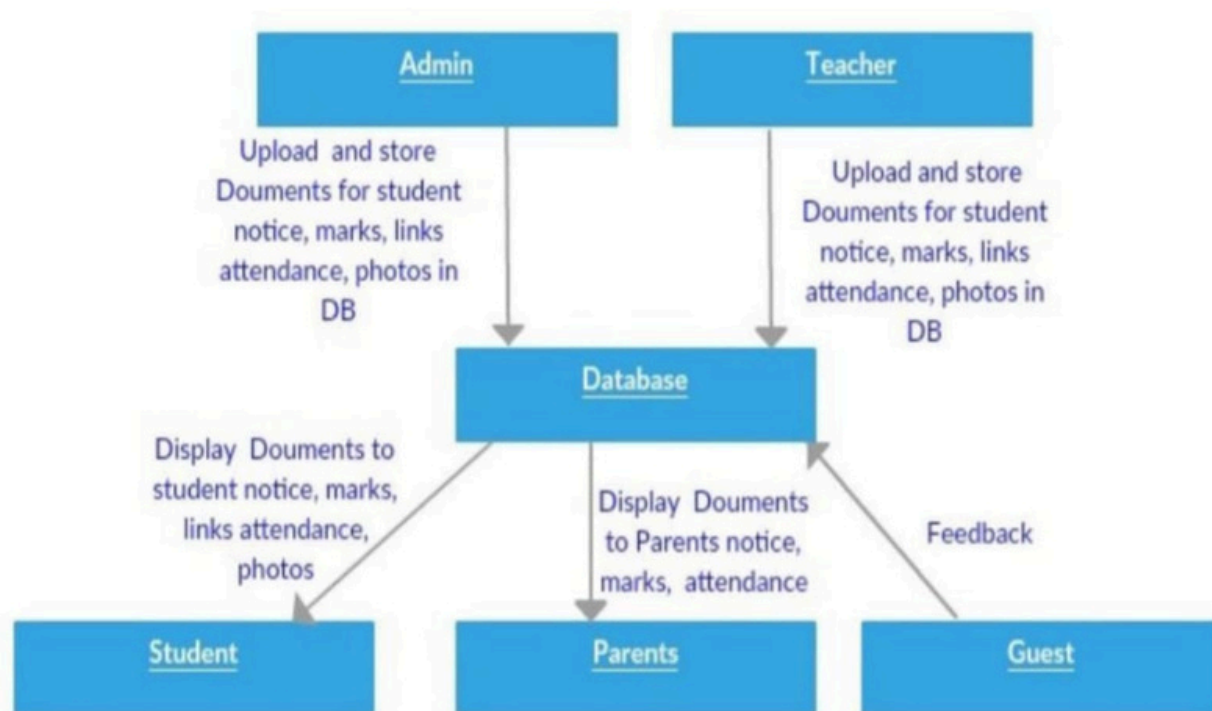 Admin
Teacher
Upload and store
Douments for student
notice, marks, links
attendance, photos in
DB
Upload and store
Douments for student
notice, marks, links
attendance, photos in
DB
Database
Display Douments to
student notice, marks,
links attendance,
photos
Display Douments
to Parents notice,
marks, attendance
Feedback
Student
Parents
Guest